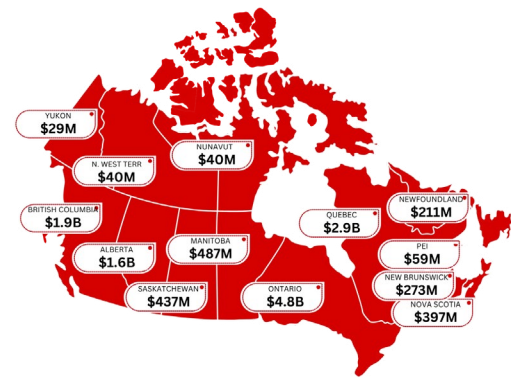 YUKON
$29M
N. WEST TERR
$40M
NUNAVUT
$40M
BRITISH COLUMBIA
$1.9B
ALBERTA
$1.6B
MANITOBA
$487M
SASKATCHEWAN
$437M
ONTARIO
$4.8B
QUEBEC
$2.9B
NEWFOUNDLAND
$211M
PEI
$59M
NEW BRUNSWICK
$273M
NOVA SCOTIA
$397M